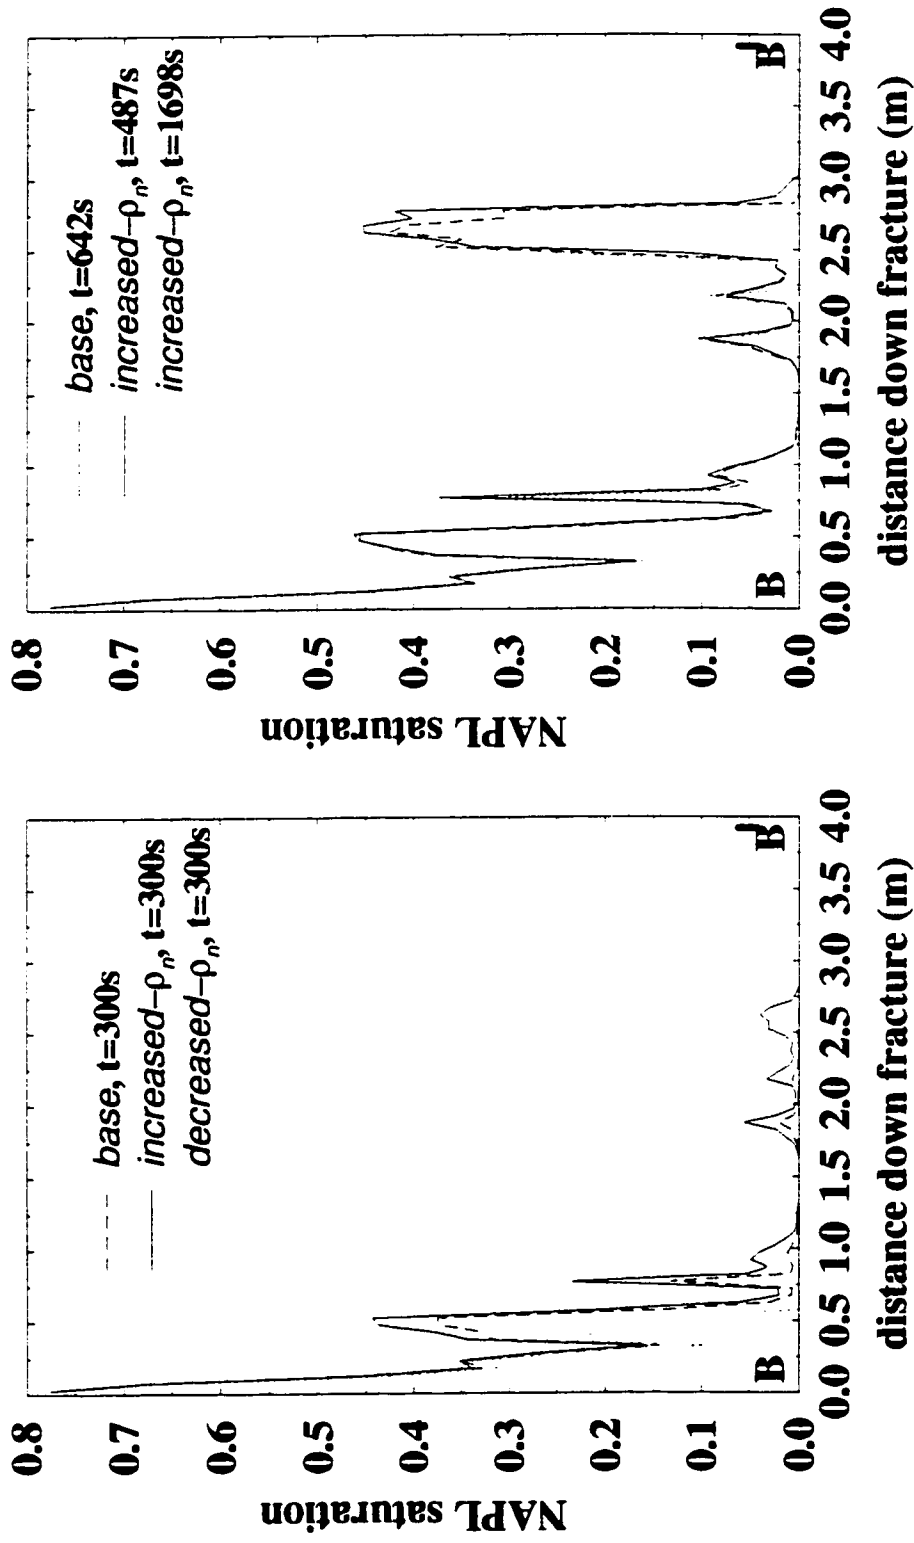 NAPL saturation
0.8
0.7
0.6
0.5
0.4
0.3
0.2
0.1
0.0
base, t=300s
increased–ρn, t=300s
decreased–ρn, t=300s
B
B'
0.0 0.5 1.0 1.5 2.0 2.5 3.0 3.5 4.0
distance down fracture (m)
NAPL saturation
0.8
0.7
0.6
0.5
0.4
0.3
0.2
0.1
0.0
base, t=642s
increased–ρn, t=487s
increased–ρn, t=1698s
B
B'
0.0 0.5 1.0 1.5 2.0 2.5 3.0 3.5 4.0
distance down fracture (m)